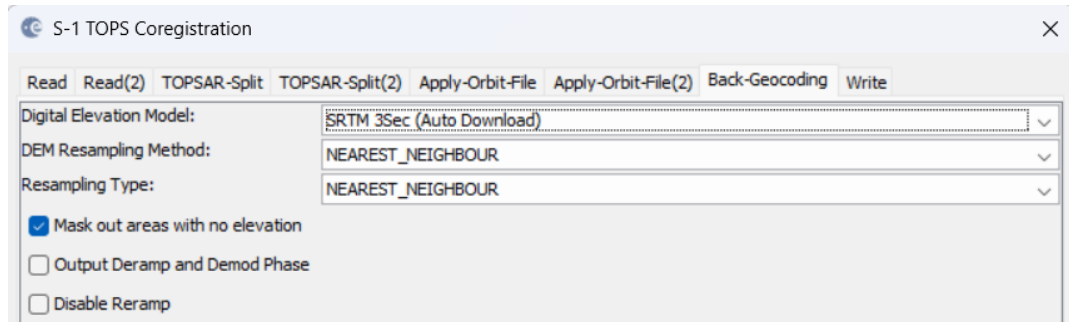 S-1 TOPS Coregistration
Read Read(2) TOPSAR-Split TOPSAR-Split(2) Apply-Orbit-File Apply-Orbit-File(2) Back-Geocoding Write
Digital Elevation Model: SRTM 3Sec (Auto Download)
DEM Resampling Method: NEAREST_NEIGHBOUR
Resampling Type: NEAREST_NEIGHBOUR
Mask out areas with no elevation
Output Deramp and Demod Phase
Disable Reramp